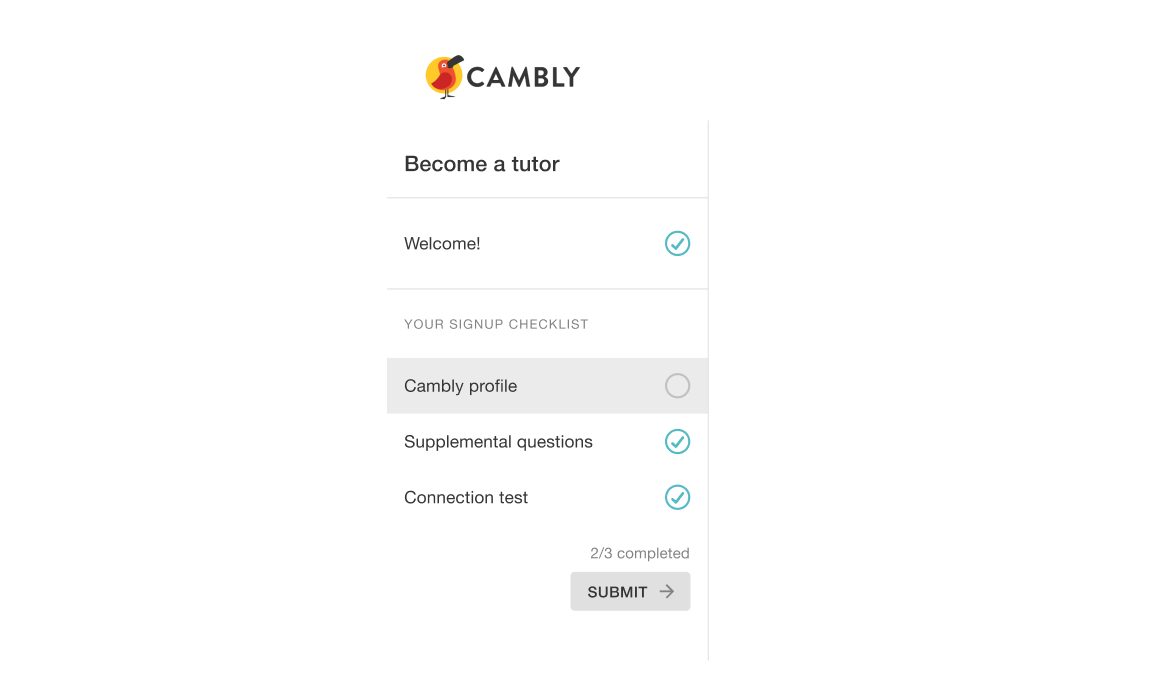 CAMBLY
Become a tutor
Welcome!
YOUR SIGNUP CHECKLIST
Cambly profile
Supplemental questions
Connection test
2/3 completed
SUBMIT